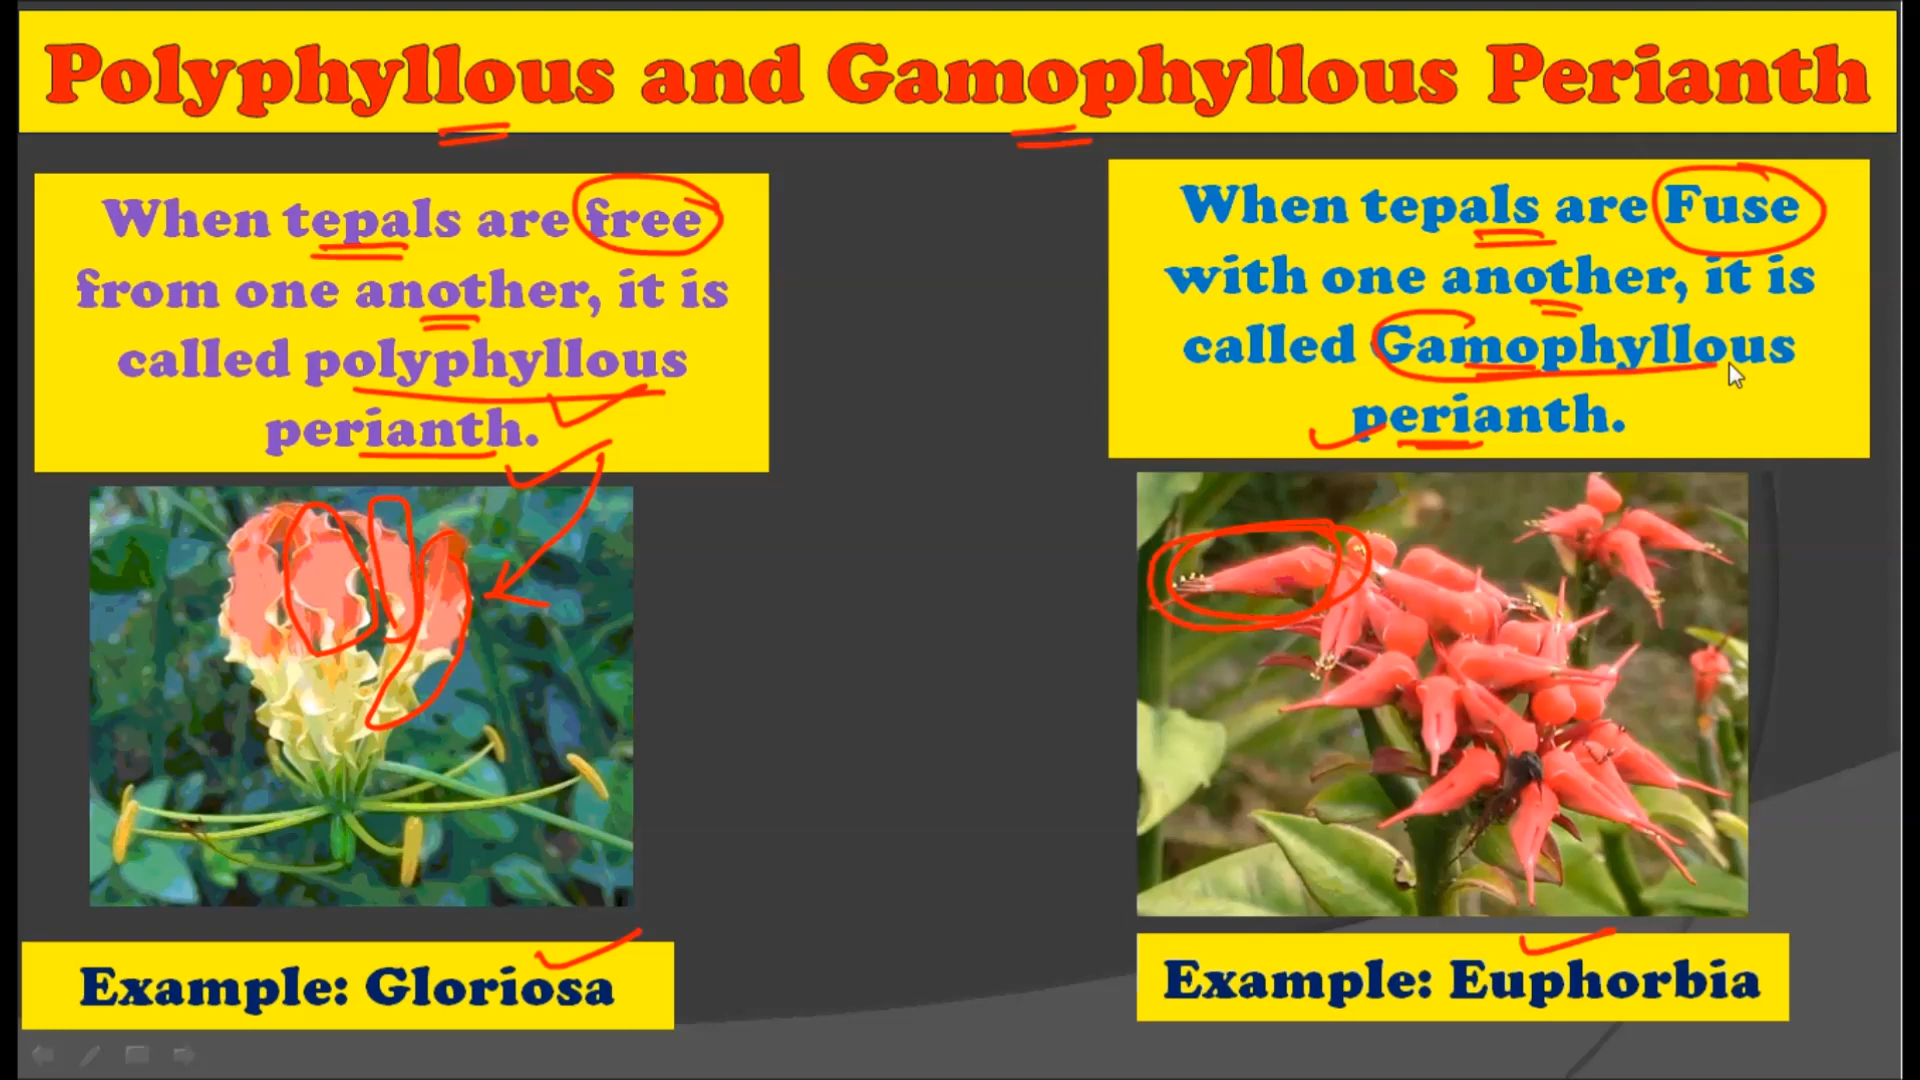 Polyphyllous and Gamophyllous Perianth
When tepals are free
from one another, it is
called polyphyllous
perianth.
When tepals are Fuse
with one another, it is
called Gamophyllous
perianth.
Example: Gloriosa
Example: Euphorbia